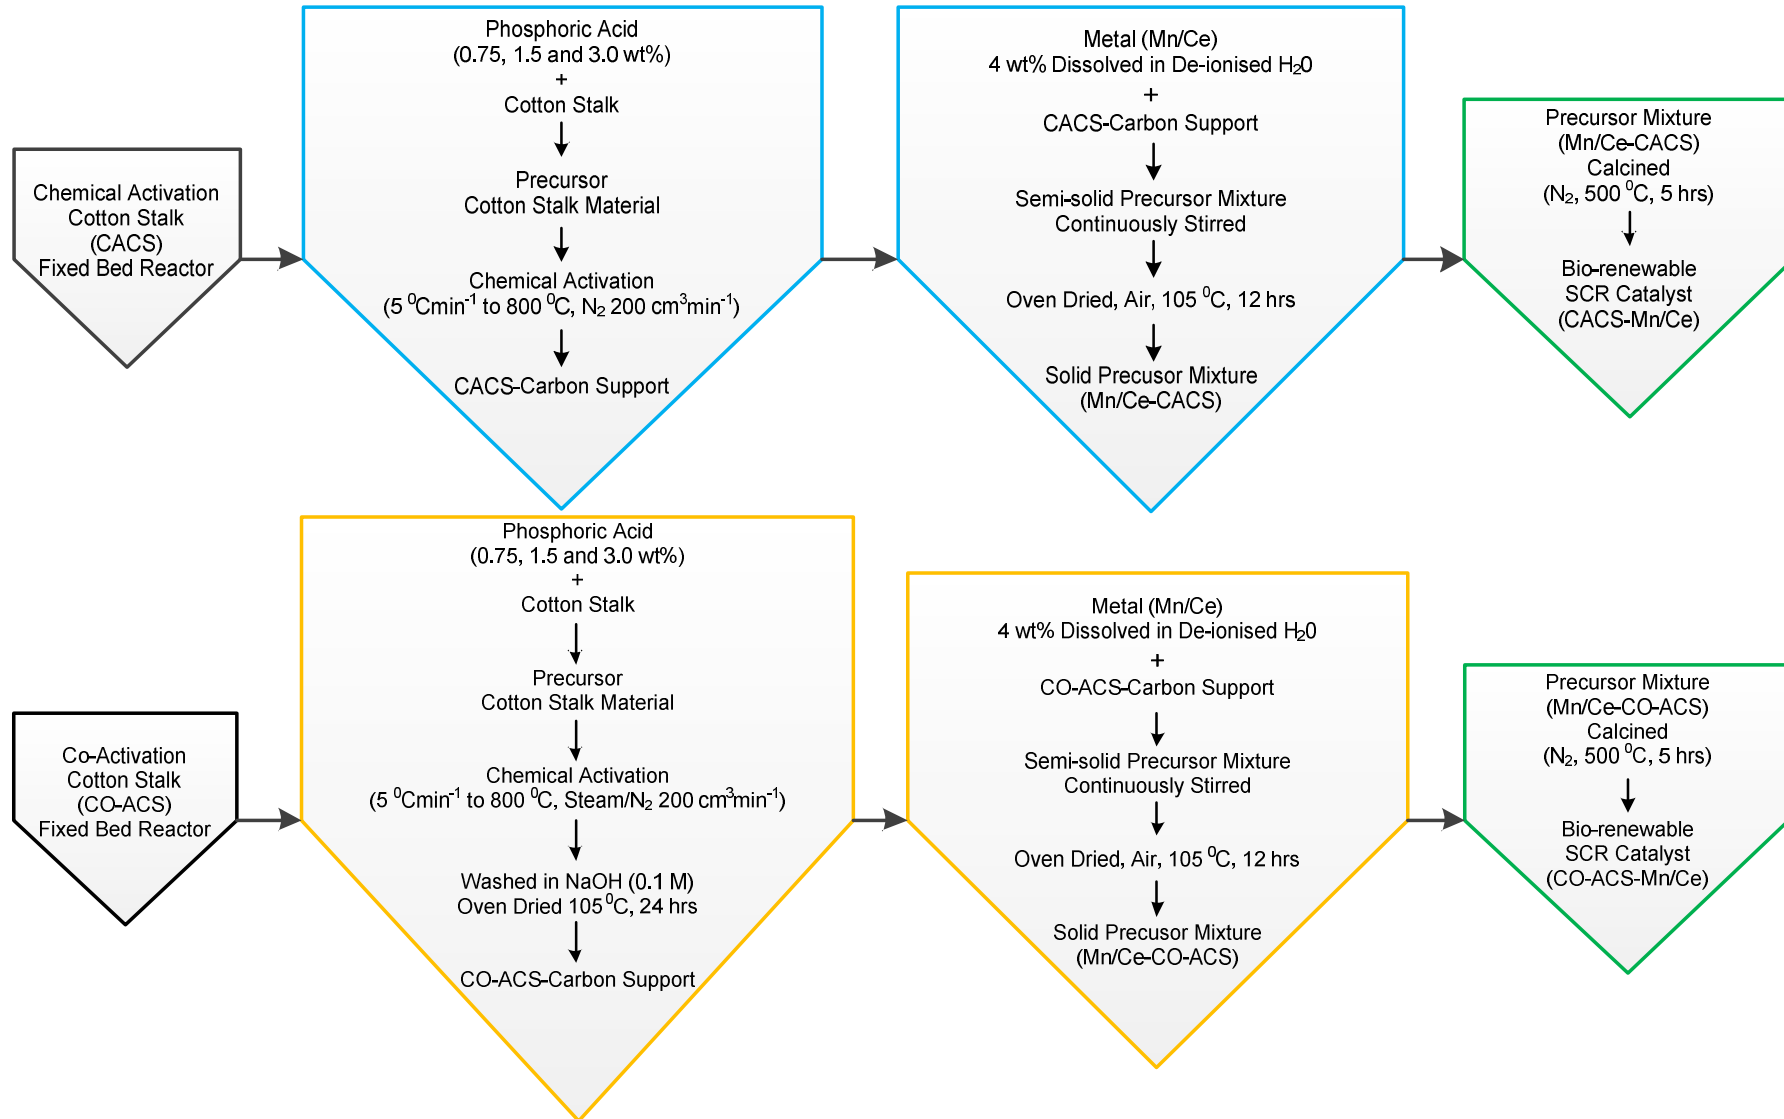 Chemical Activation
Cotton Stalk
(CACS)
Fixed Bed Reactor
Phosphoric Acid
(0.75, 1.5 and 3.0 wt%)
+
Cotton Stalk
Precursor
Cotton Stalk Material
Chemical Activation
(5 ⁰Cmin⁻¹ to 800 ⁰C, N₂ 200 cm³min⁻¹)
CACS-Carbon Support
Metal (Mn/Ce)
4 wt% Dissolved in De-ionised H₂0
+
CACS-Carbon Support
Semi-solid Precursor Mixture
Continuously Stirred
Oven Dried, Air, 105 ⁰C, 12 hrs
Solid Precusor Mixture
(Mn/Ce-CACS)
Precursor Mixture
(Mn/Ce-CACS)
Calcined
(N₂, 500 ⁰C, 5 hrs)
Bio-renewable
SCR Catalyst
(CACS-Mn/Ce)
Co-Activation
Cotton Stalk
(CO-ACS)
Fixed Bed Reactor
Phosphoric Acid
(0.75, 1.5 and 3.0 wt%)
+
Cotton Stalk
Precursor
Cotton Stalk Material
Chemical Activation
(5 ⁰Cmin⁻¹ to 800 ⁰C, Steam/N₂ 200 cm³min⁻¹)
Washed in NaOH (0.1 M)
Oven Dried 105⁰C, 24 hrs
CO-ACS-Carbon Support
Metal (Mn/Ce)
4 wt% Dissolved in De-ionised H₂0
+
CO-ACS-Carbon Support
Semi-solid Precursor Mixture
Continuously Stirred
Oven Dried, Air, 105 ⁰C, 12 hrs
Solid Precusor Mixture
(Mn/Ce-CO-ACS)
Precursor Mixture
(Mn/Ce-CO-ACS)
Calcined
(N₂, 500 ⁰C, 5 hrs)
Bio-renewable
SCR Catalyst
(CO-ACS-Mn/Ce)